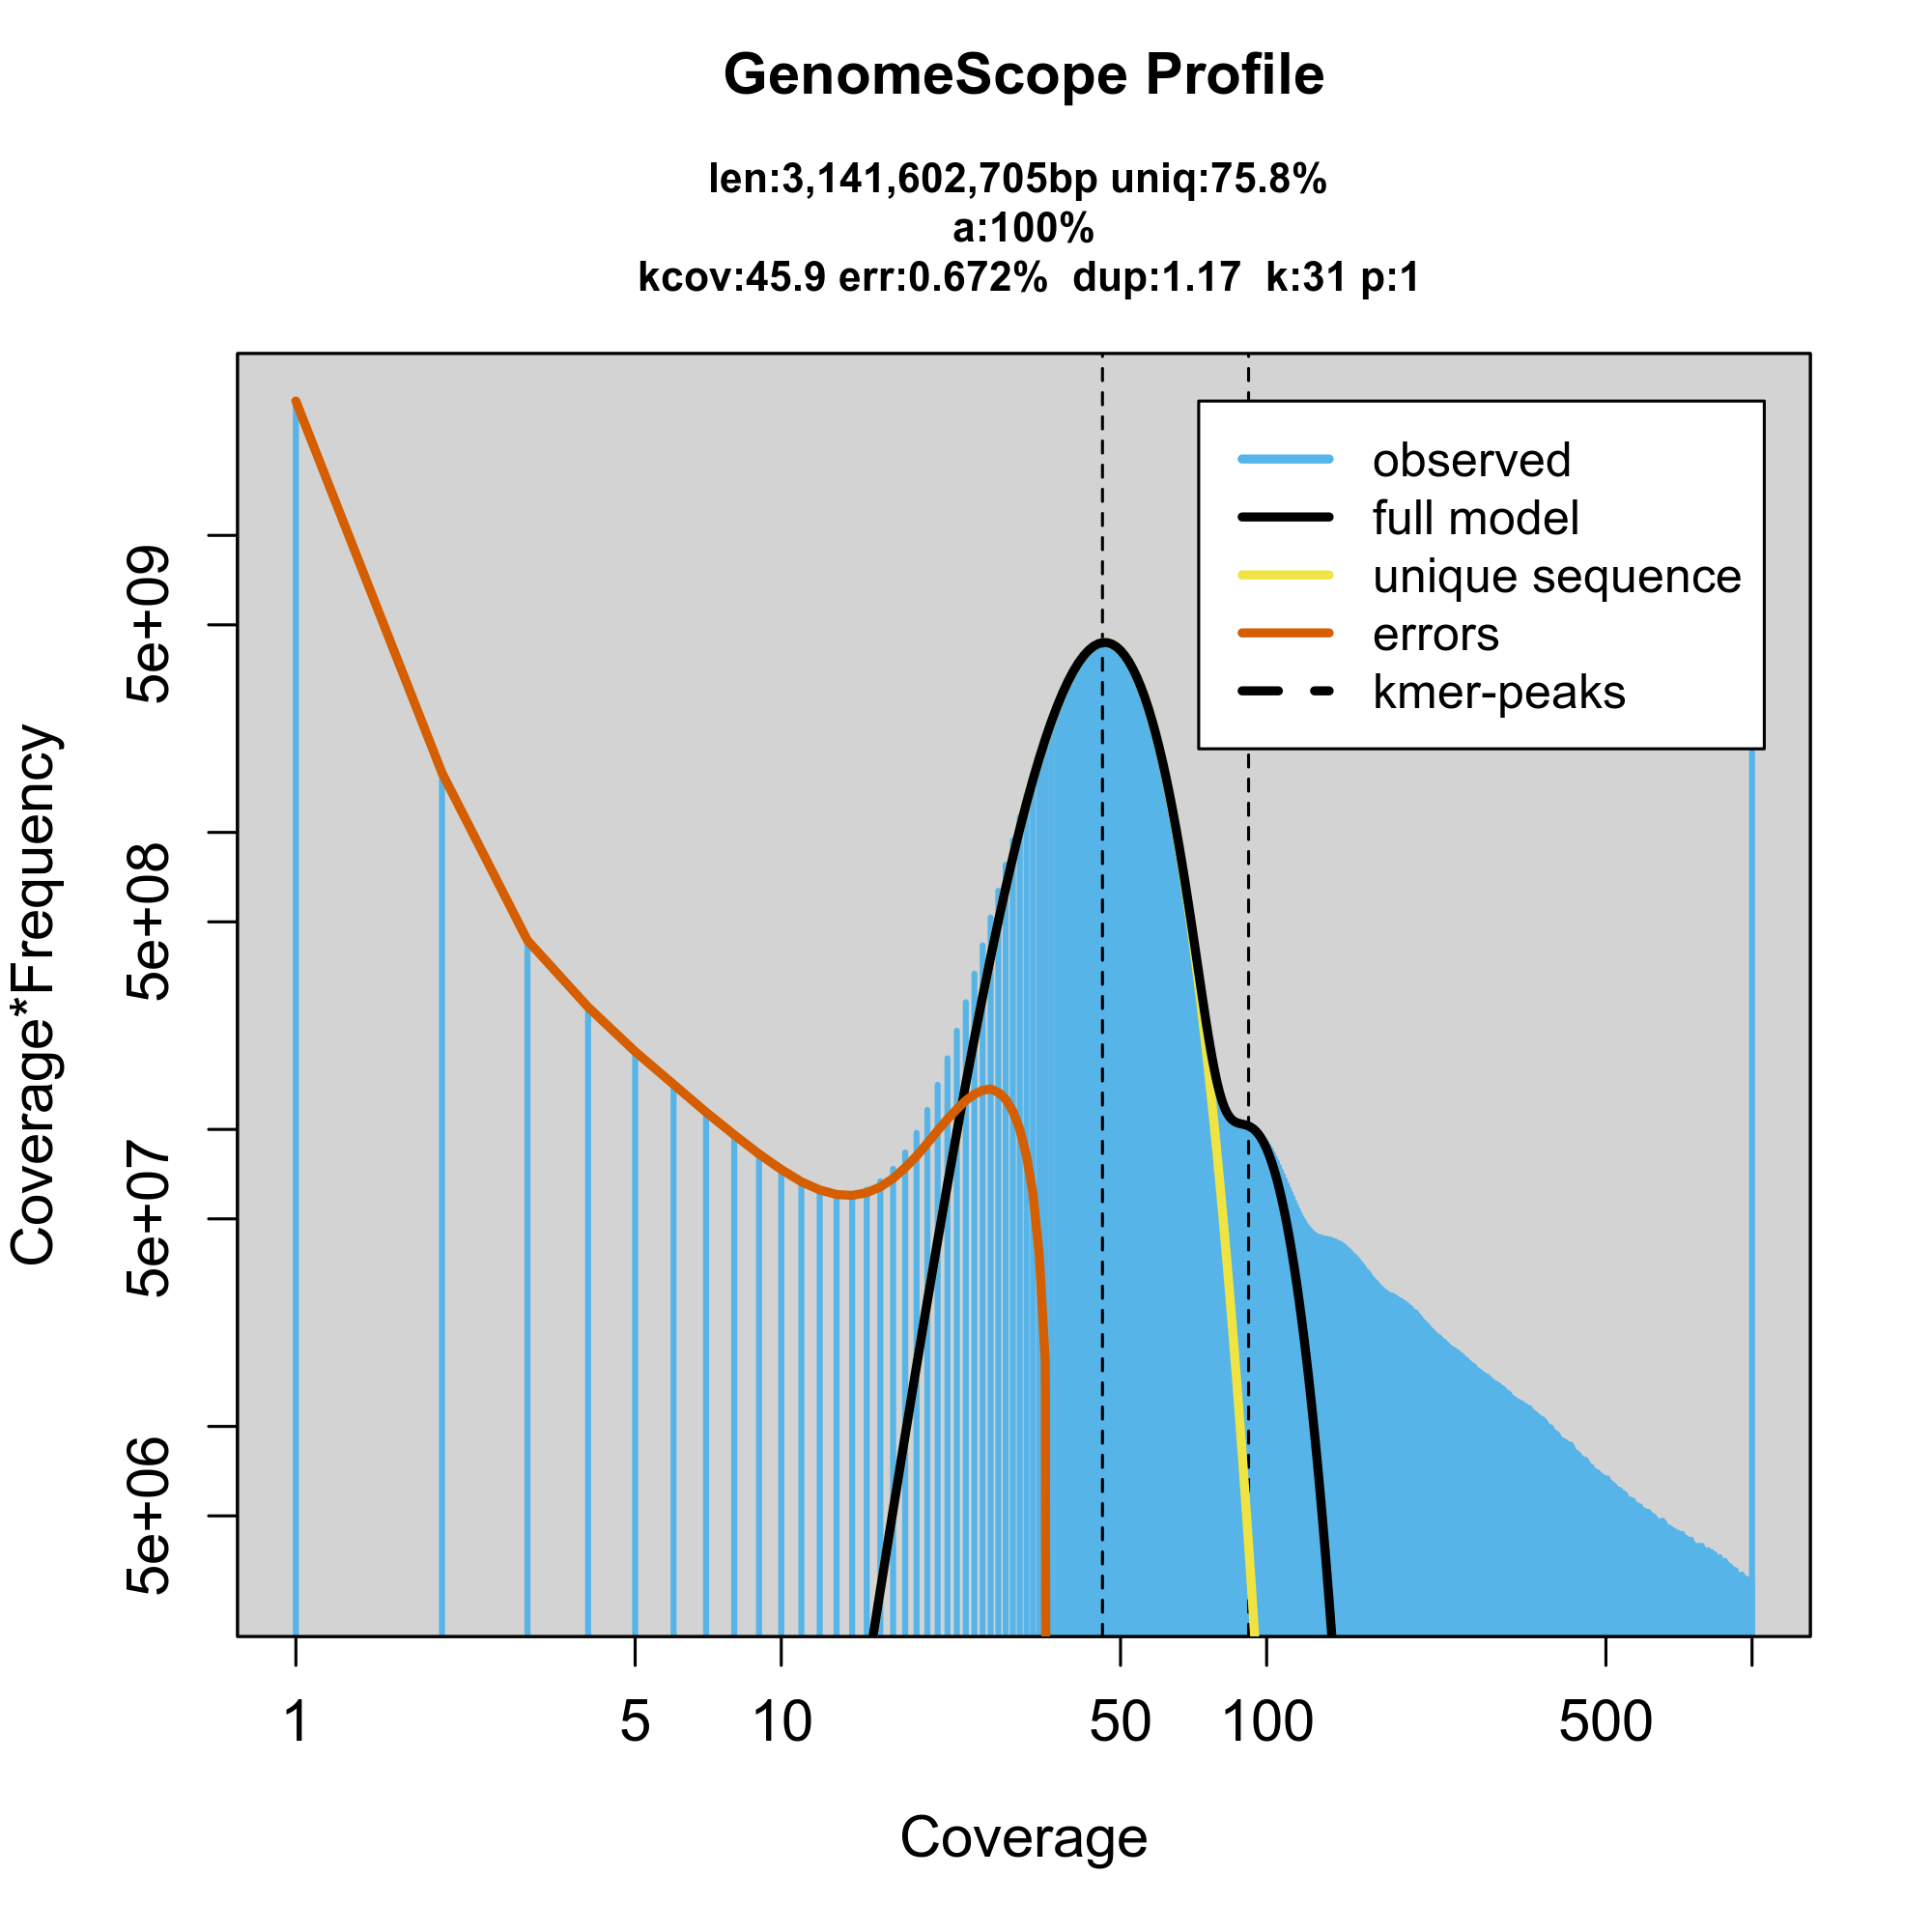 GenomeScope Profile
len:3,141,602,705bp uniq:75.8%
a:100%
kcov:45.9 err:0.672%  dup:1.17  k:31 p:1
observed
full model
unique sequence
errors
kmer-peaks
Coverage*Frequency
5e+09
5e+08
5e+07
5e+06
1 5 10 50 100 500
Coverage